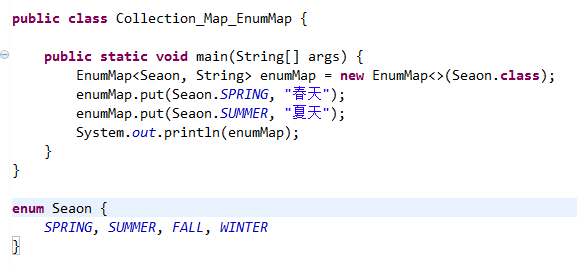 public class Collection_Map_EnumMap {
public static void main(String[] args) {
EnumMap<Seaon, String> enumMap = new EnumMap<>(Seaon.class);
enumMap.put(Seaon.SPRING, "春天");
enumMap.put(Seaon.SUMMER, "夏天");
System.out.println(enumMap);
}
}
enum Seaon {
SPRING, SUMMER, FALL, WINTER
}